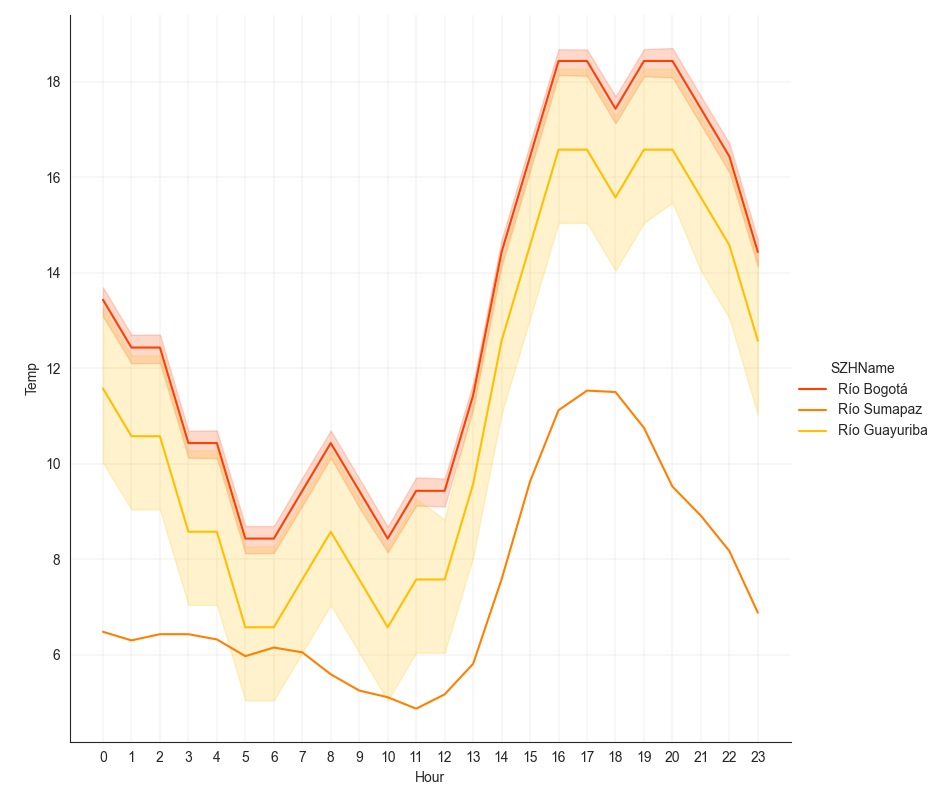 18
16
14
12
10
8
6
Temp
0 1 2 3 4 5 6 7 8 9 10 11 12 13 14 15 16 17 18 19 20 21 22 23
Hour
SZHName
Río Bogotá
Río Sumapaz
Río Guayuriba